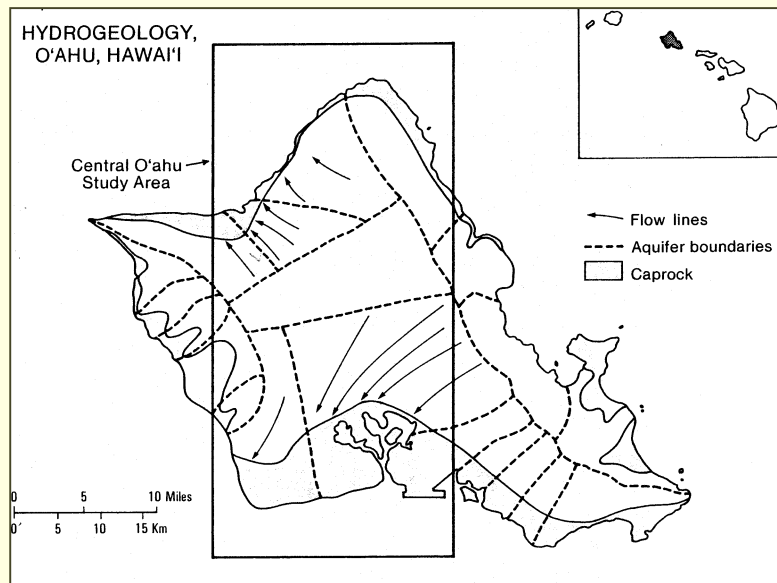 HYDROGEOLOGY,
O‘AHU, HAWAI‘I
Central O‘ahu
Study Area
Flow lines
Aquifer boundaries
Caprock
0 5 10 Miles
0′ 5 10 15 Km